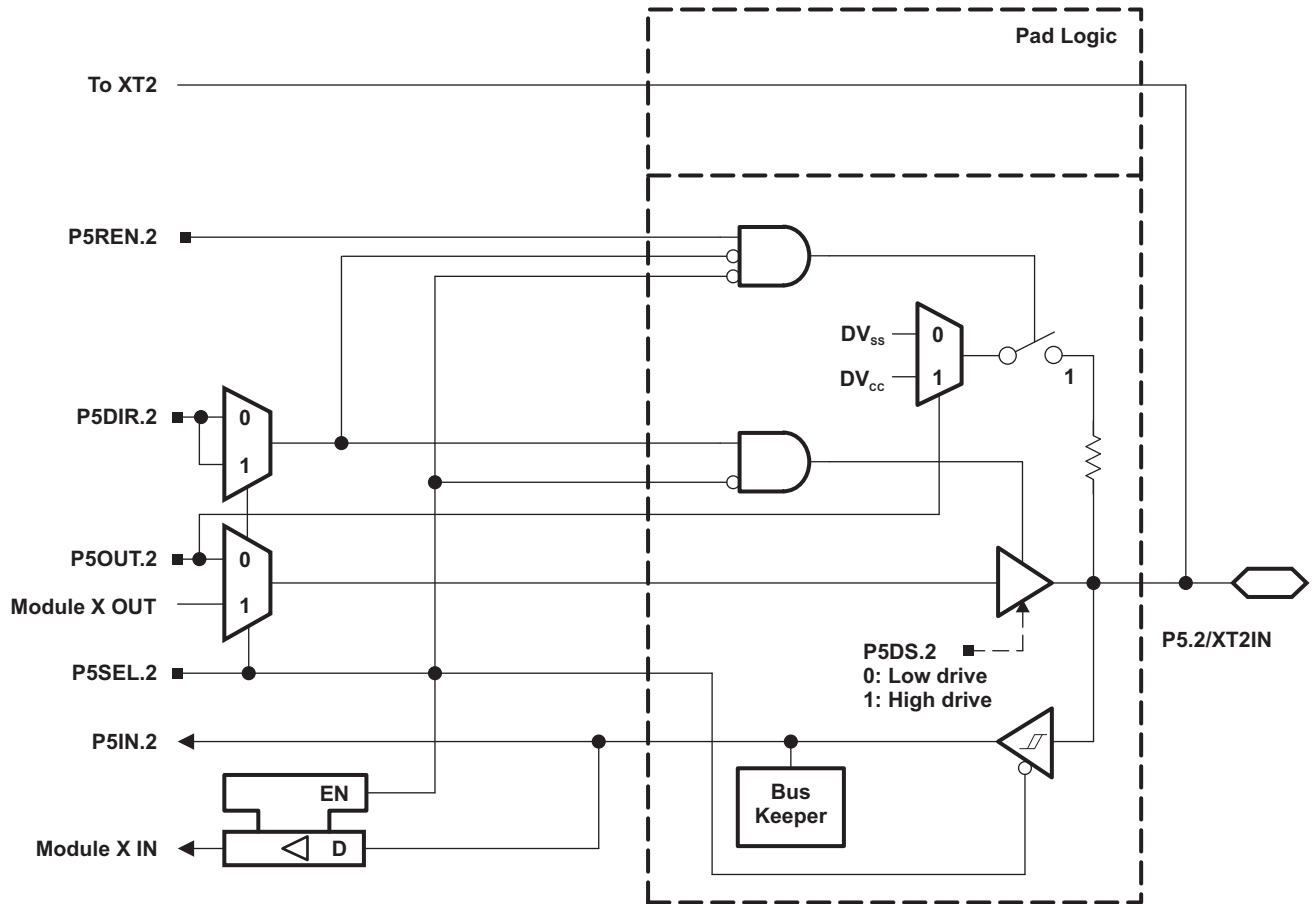 Pad Logic
To XT2
P5REN.2
DVSS
0
DVCC
1
1
P5DIR.2
0
1
P5OUT.2
0
Module X OUT
1
P5SEL.2
P5DS.2
0: Low drive
1: High drive
P5.2/XT2IN
P5IN.2
Bus
Keeper
EN
Module X IN
D